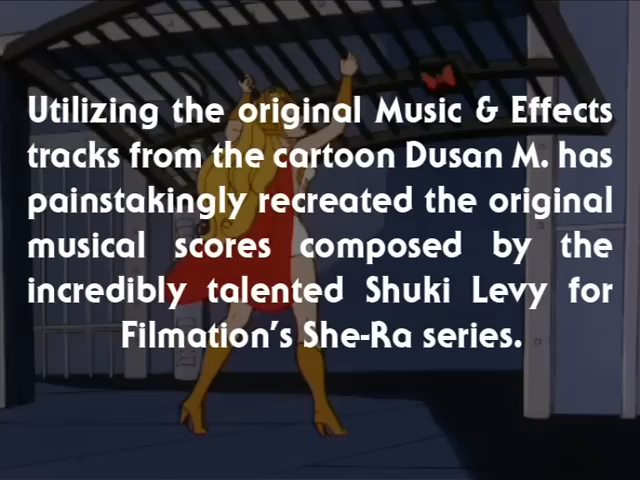 Utilizing the original Music & Effects
tracks from the cartoon Dusan M. has
painstakingly recreated the original
musical scores composed by the
incredibly talented Shuki Levy for
Filmation's She-Ra series.